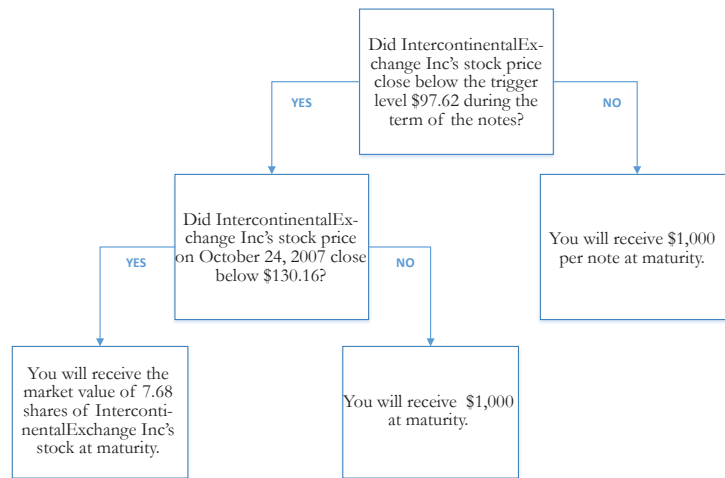 Did IntercontinentalEx-
change Inc's stock price
close below the trigger
level $97.62 during the
term of the notes?
YES
NO
Did IntercontinentalEx-
change Inc's stock price
on October 24, 2007 close
below $130.16?
You will receive $1,000
per note at maturity.
YES
NO
You will receive the
market value of 7.68
shares of Interconti-
nentalExchange Inc's
stock at maturity.
You will receive $1,000
at maturity.